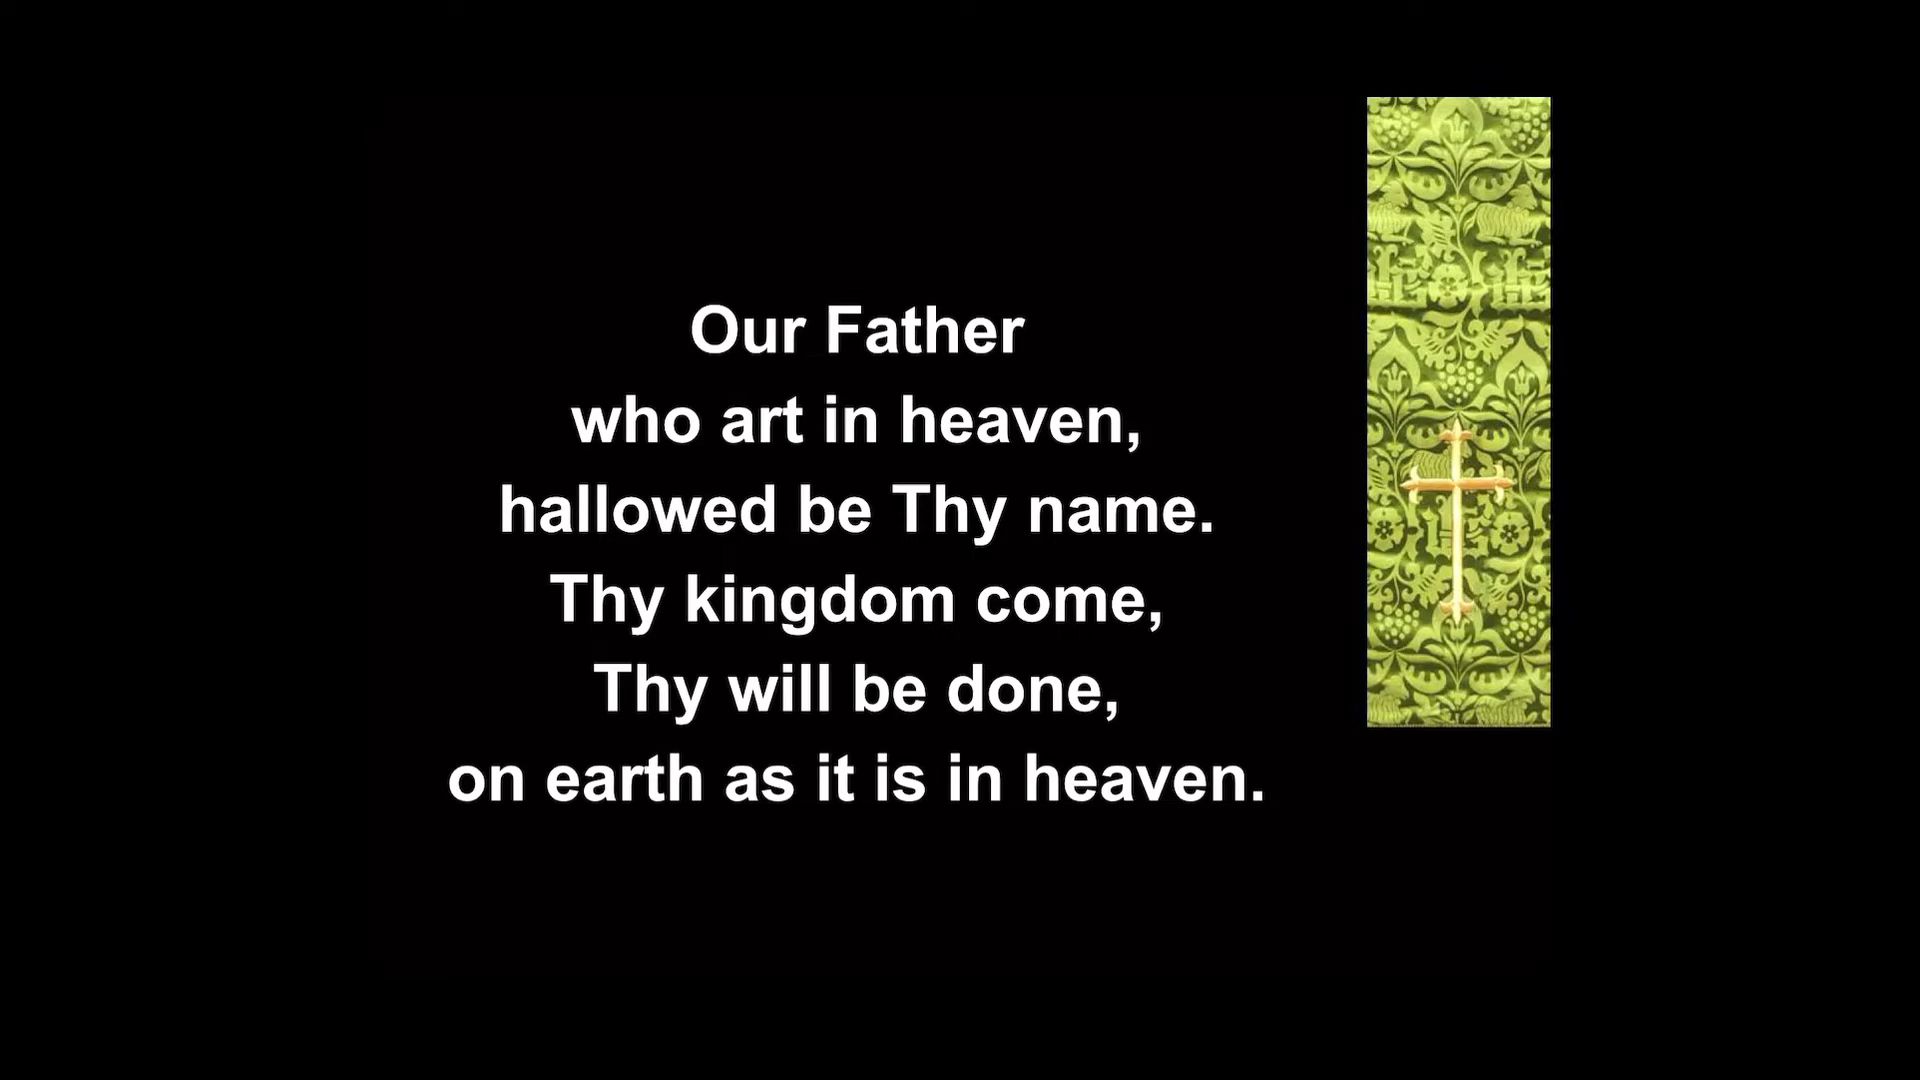 Our Father
who art in heaven,
hallowed be Thy name.
Thy kingdom come,
Thy will be done,
on earth as it is in heaven.